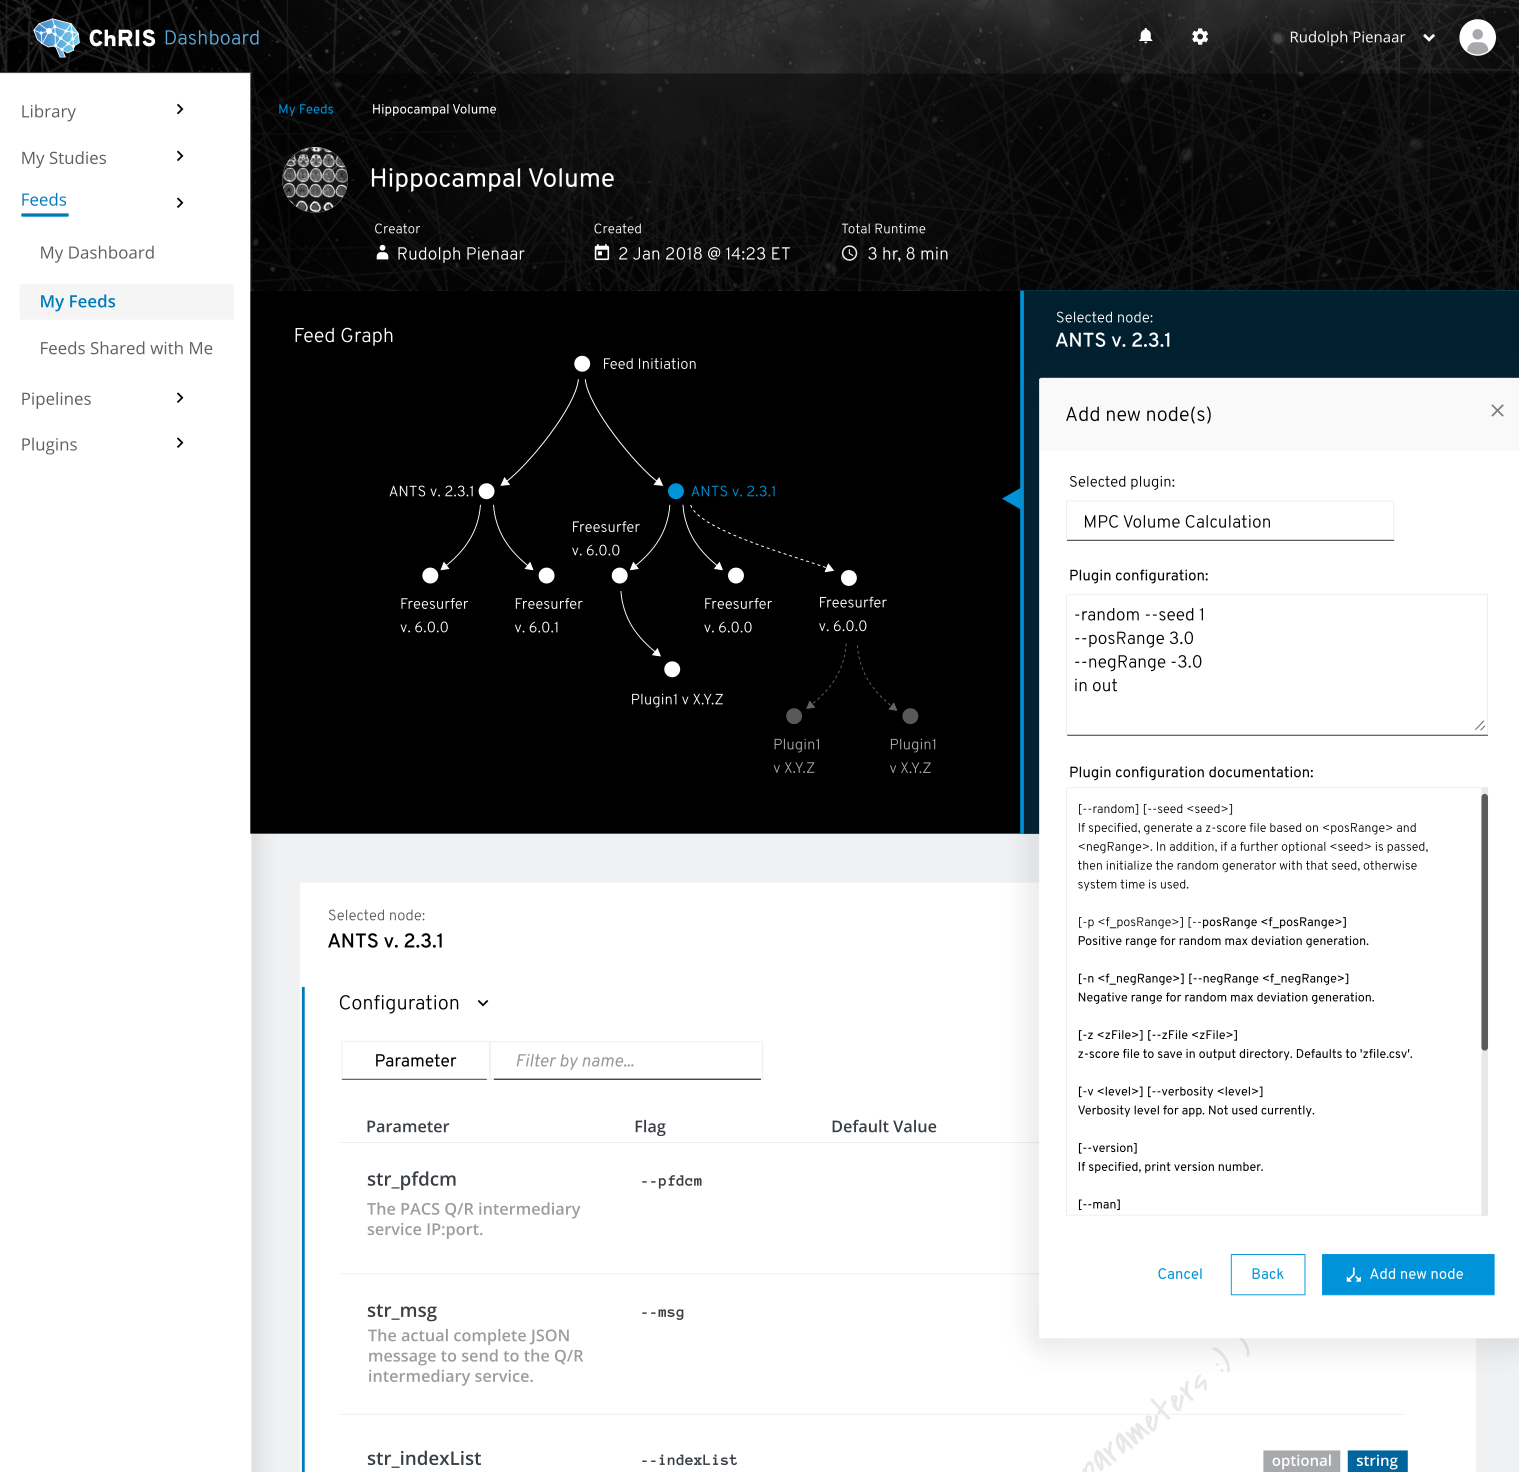 ChRIS Dashboard
Rudolph Pienaar
Library
My Studies
Feeds
My Dashboard
My Feeds
Feeds Shared with Me
Pipelines
Plugins
My Feeds
Hippocampal Volume
Hippocampal Volume
Creator
Rudolph Pienaar
Created
2 Jan 2018 @ 14:23 ET
Total Runtime
3 hr, 8 min
Feed Graph
Feed Initiation
ANTS v. 2.3.1
ANTS v. 2.3.1
Freesurfer
v. 6.0.0
Freesurfer
v. 6.0.0
Freesurfer
v. 6.0.1
Freesurfer
v. 6.0.0
Freesurfer
v. 6.0.0
Plugin1 v X.Y.Z
Plugin1
v X.Y.Z
Plugin1
v X.Y.Z
Selected node:
ANTS v. 2.3.1
Add new node(s)
Selected plugin:
MPC Volume Calculation
Plugin configuration:
-random --seed 1
--posRange 3.0
--negRange -3.0
in out
Plugin configuration documentation:
[--random] [--seed <seed>]
If specified, generate a z-score file based on <posRange> and
<negRange>. In addition, if a further optional <seed> is passed,
then initialize the random generator with that seed, otherwise
system time is used.
[-p <f_posRange>] [--posRange <f_posRange>]
Positive range for random max deviation generation.
[-n <f_negRange>] [--negRange <f_negRange>]
Negative range for random max deviation generation.
[-z <zFile>] [--zFile <zFile>]
z-score file to save in output directory. Defaults to 'zfile.csv'.
[-v <level>] [--verbosity <level>]
Verbosity level for app. Not used currently.
[--version]
If specified, print version number.
[--man]
Cancel
Back
Add new node
Selected node:
ANTS v. 2.3.1
Configuration
Parameter
Filter by name...
Parameter
Flag
Default Value
str_pfdcm
The PACS Q/R intermediary
service IP:port.
--pfdcm
str_msg
The actual complete JSON
message to send to the Q/R
intermediary service.
--msg
str_indexList
--indexList
optional
string
parameters :) )